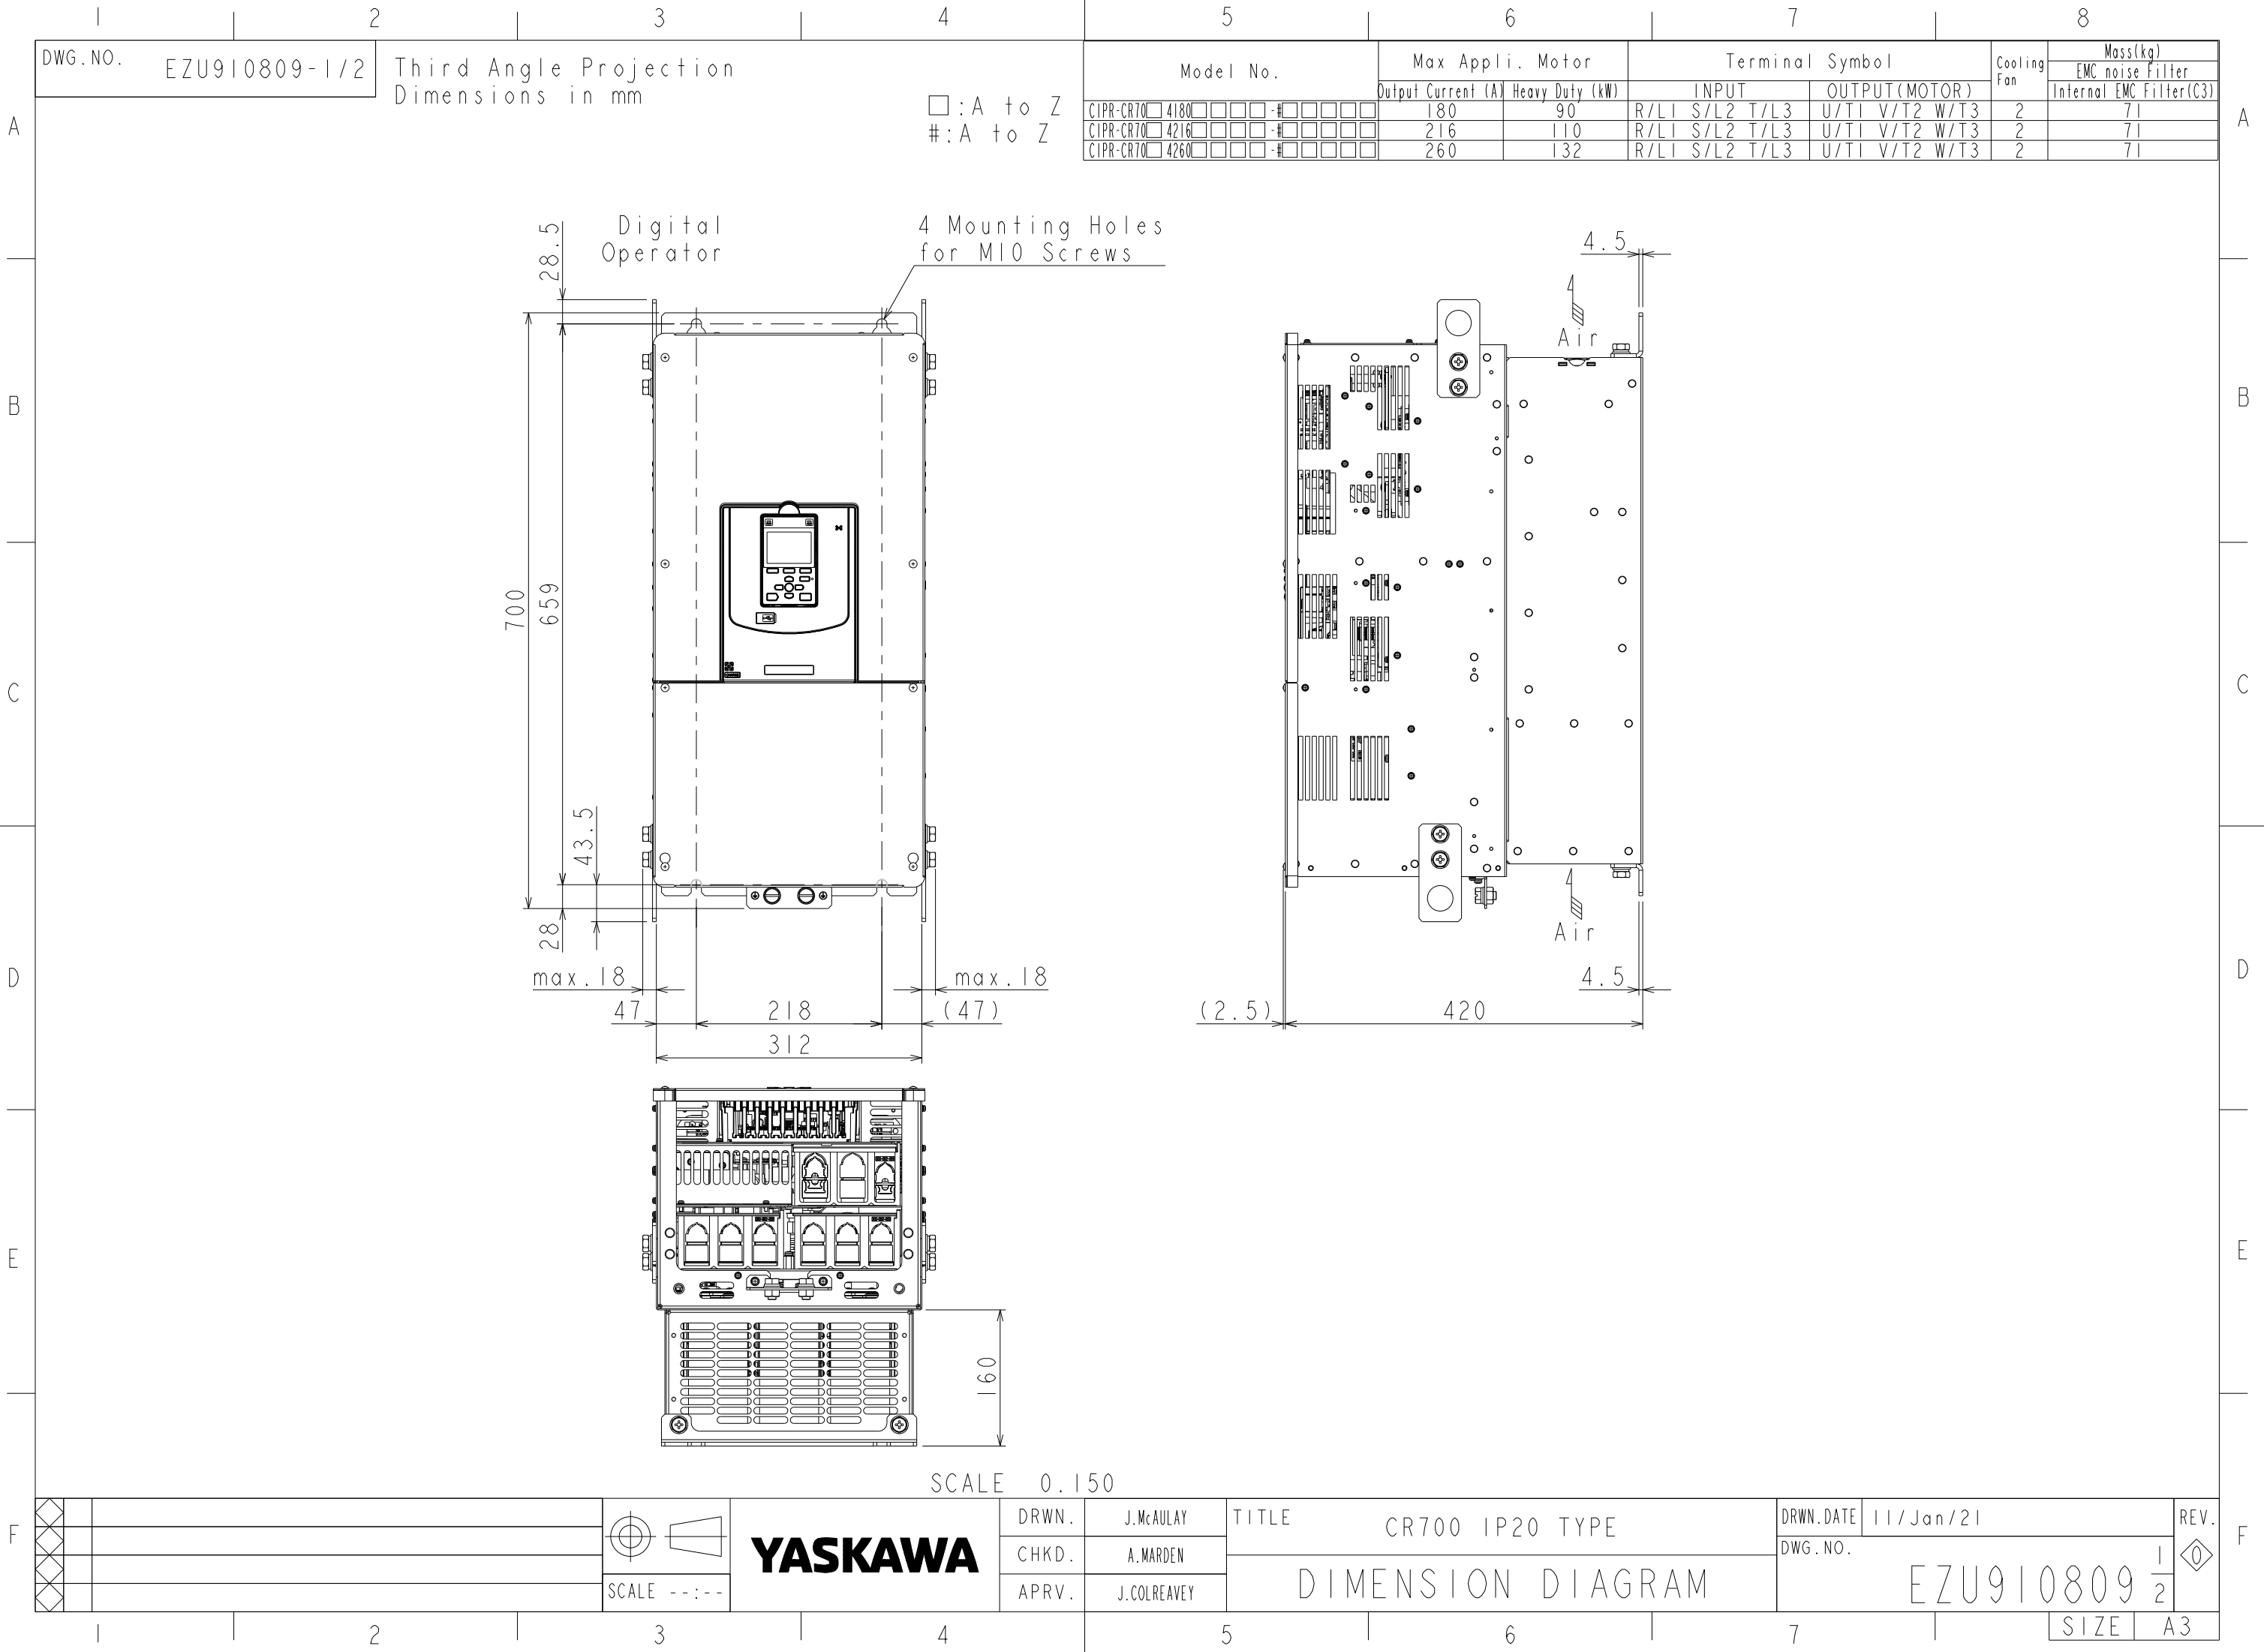 1 2 3 4 5 6 7 8
DWG.NO. EZU910809-1/2
Third Angle Projection
Dimensions in mm
□:A to Z
#:A to Z
Model No. Max Appli. Motor Terminal Symbol Cooling Fan Mass(kg)
EMC noise Filter
Output Current (A) Heavy Duty (kW) INPUT OUTPUT(MOTOR) Internal EMC Filter(C3)
CIPR-CR70□4180□□□□-#□□□□□ 180 90 R/L1 S/L2 T/L3 U/T1 V/T2 W/T3 2 71
CIPR-CR70□4216□□□□-#□□□□□ 216 110 R/L1 S/L2 T/L3 U/T1 V/T2 W/T3 2 71
CIPR-CR70□4260□□□□-#□□□□□ 260 132 R/L1 S/L2 T/L3 U/T1 V/T2 W/T3 2 71
A A
B B
C C
D D
E E
F F
Digital
Operator
4 Mounting Holes
for M10 Screws
28.5
700
659
43.5
28
max.18
max.18
47
218
(47)
312
4.5
Air
Air
4.5
(2.5)
420
160
SCALE 0.150
SCALE --:--
YASKAWA
DRWN. J.McAULAY
CHKD. A.MARDEN
APRV. J.COLREAVEY
TITLE CR700 IP20 TYPE
DIMENSION DIAGRAM
DRWN.DATE 11/Jan/21
DWG.NO.
EZU910809 1/2
REV.
0
SIZE A3
1 2 3 4 5 6 7